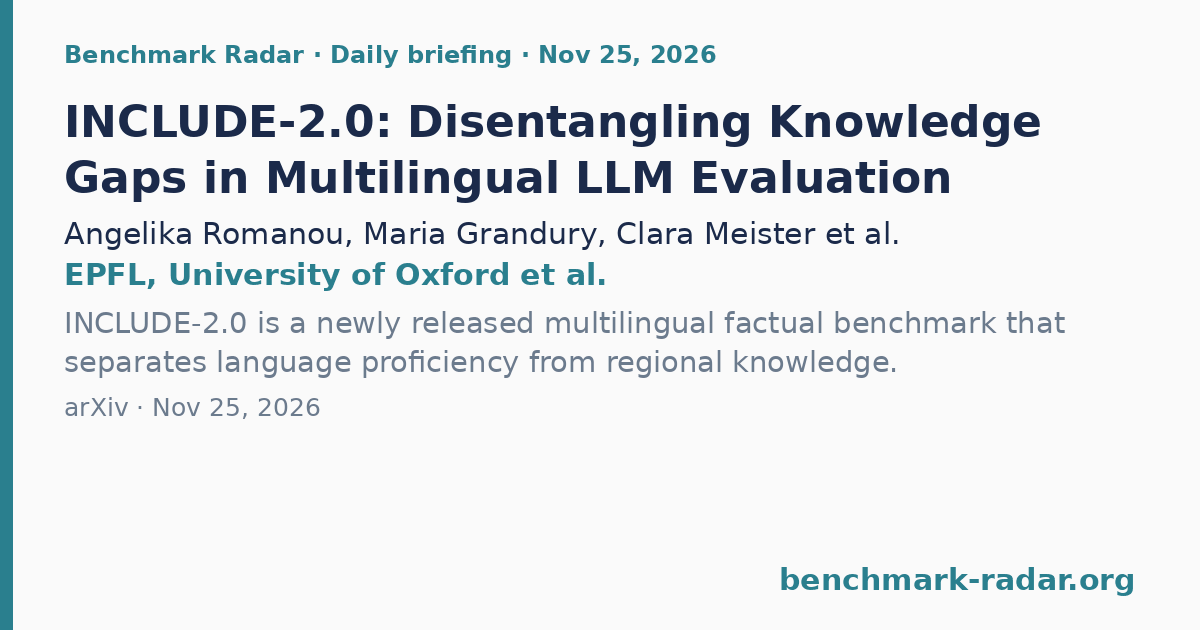 Benchmark Radar · Daily briefing · Nov 25, 2026
INCLUDE-2.0: Disentangling Knowledge
Gaps in Multilingual LLM Evaluation
Angelika Romanou, Maria Grandury, Clara Meister et al.
EPFL, University of Oxford et al.
INCLUDE-2.0 is a newly released multilingual factual benchmark that
separates language proficiency from regional knowledge.
arXiv · Nov 25, 2026
benchmark-radar.org